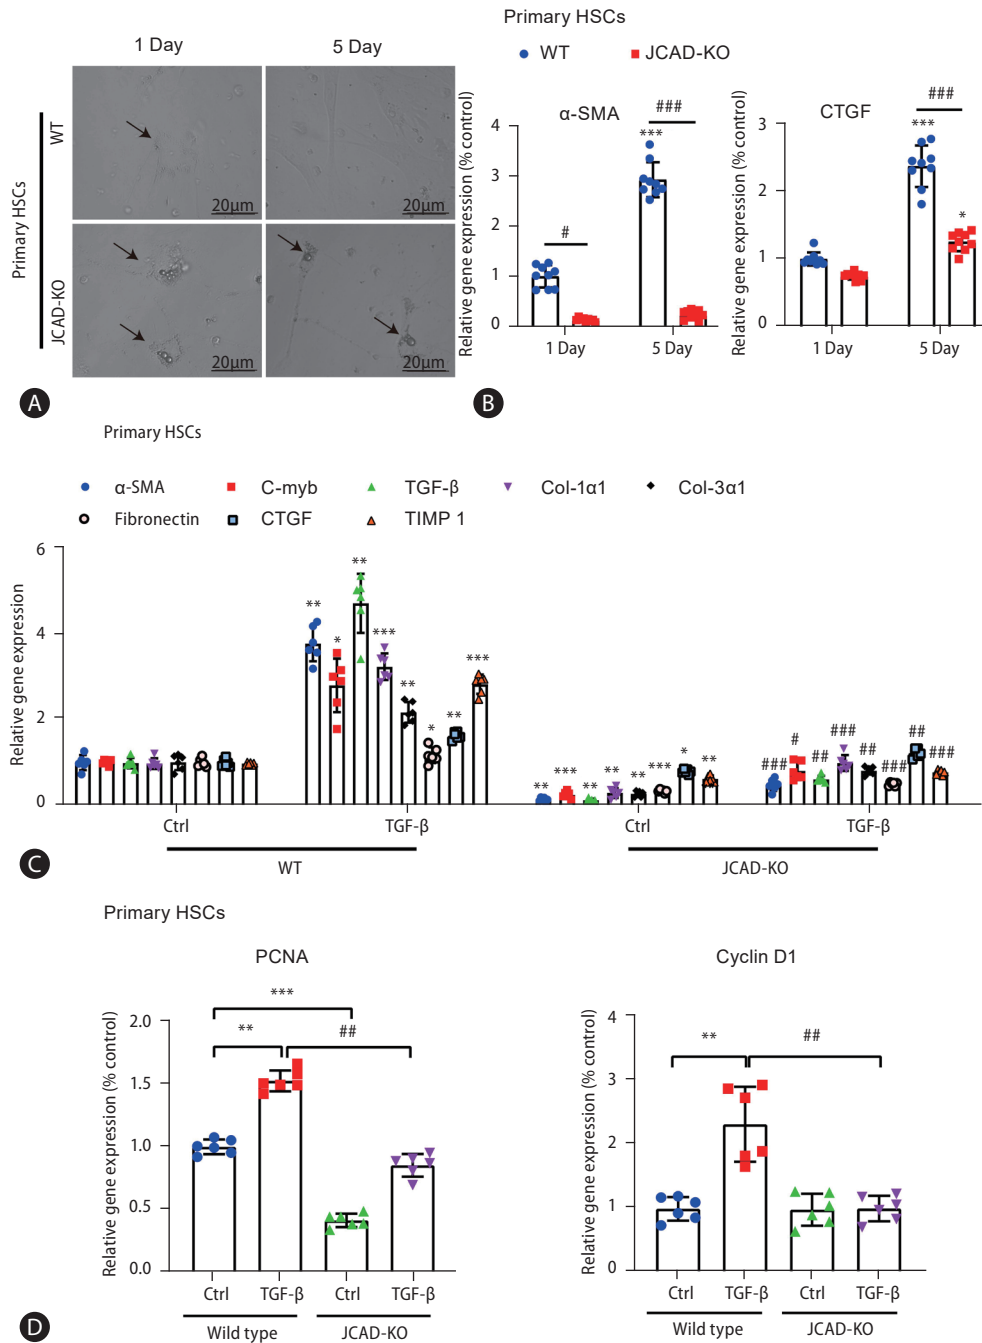 1 Day
5 Day
Primary HSCs
WT
JCAD-KO
20μm
20μm
20μm
20μm
A
Primary HSCs
WT
JCAD-KO
α-SMA
Relative gene expression (% control)
4
3
2
1
0
#
***
###
1 Day
5 Day
CTGF
Relative gene expression (% control)
3
2
1
0
***
###
*
1 Day
5 Day
B
Primary HSCs
α-SMA
C-myb
TGF-β
Col-1α1
Col-3α1
Fibronectin
CTGF
TIMP 1
Relative gene expression
6
4
2
0
** * ** *** ** * ** ***
** *** ** ** ** *** * **
### # ## ### ## ### ## ###
Ctrl
TGF-β
Ctrl
TGF-β
WT
JCAD-KO
C
Primary HSCs
PCNA
Relative gene expression (% control)
2.0
1.5
1.0
0.5
0.0
***
**
##
Ctrl
TGF-β
Ctrl
TGF-β
Wild type
JCAD-KO
Cyclin D1
Relative gene expression (% control)
4
3
2
1
0
**
##
Ctrl
TGF-β
Ctrl
TGF-β
Wild type
JCAD-KO
D